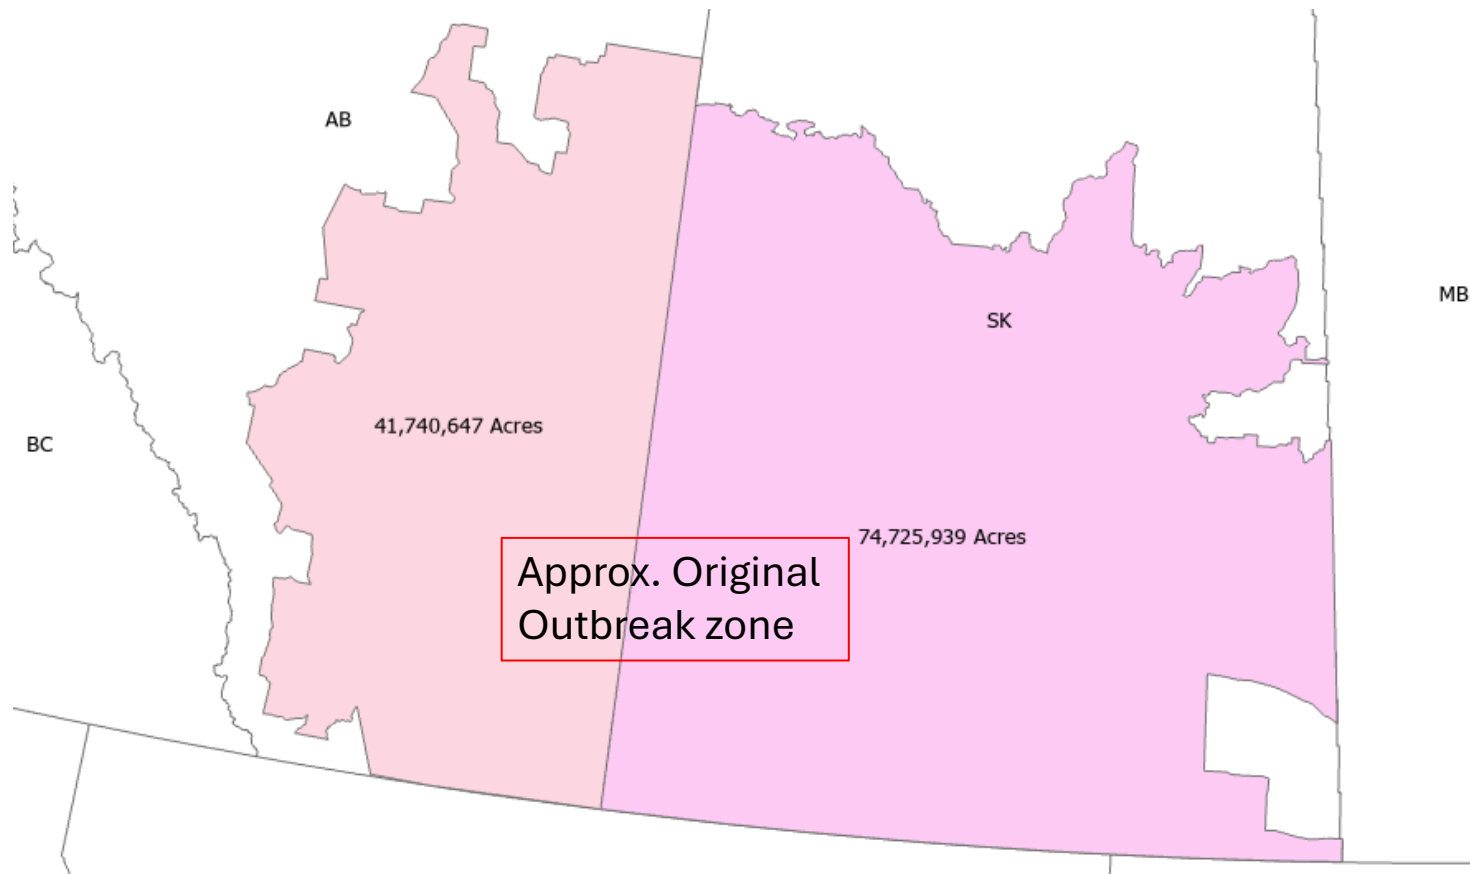 AB
MB
SK
BC
41,740,647 Acres
74,725,939 Acres
Approx. Original
Outbreak zone